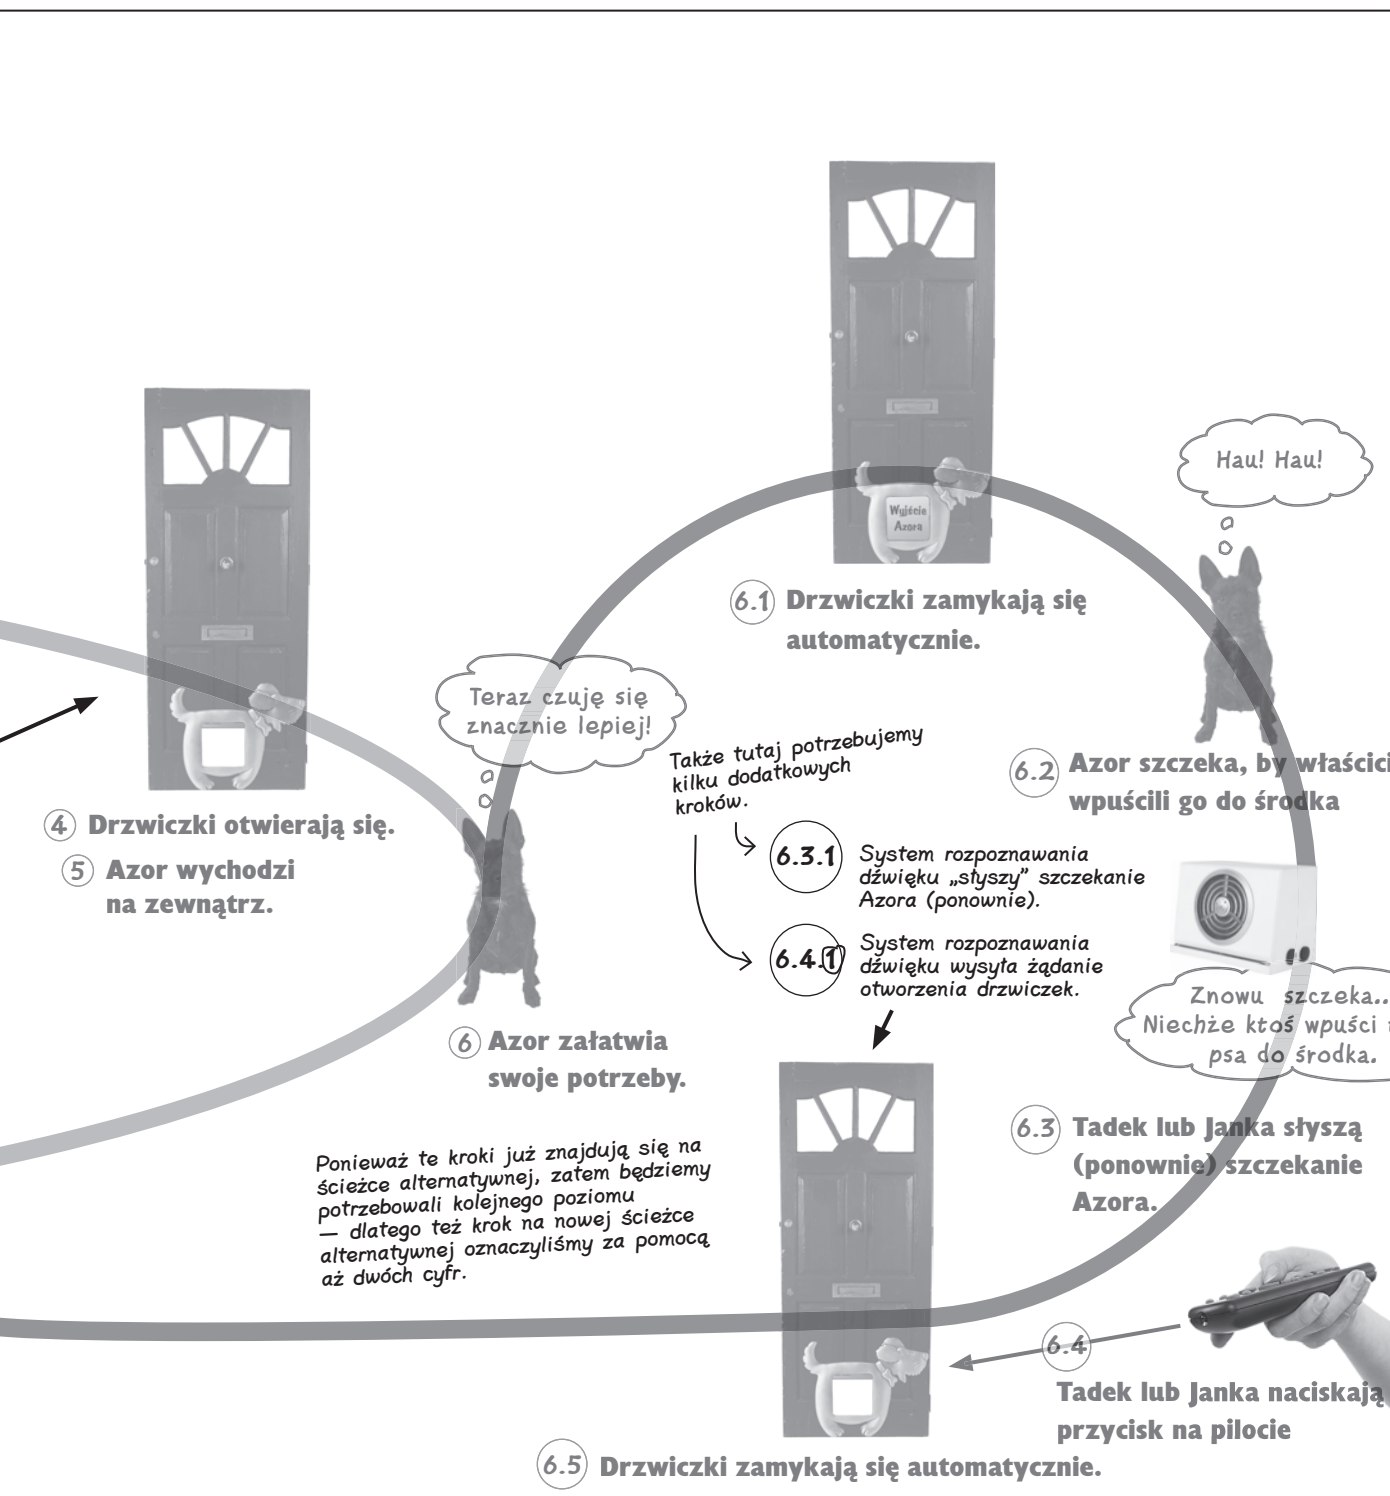 Wyjście
Azora
Hau! Hau!
6.1 Drzwiczki zamykają się
automatycznie.
Teraz czuję się
znacznie lepiej!
Także tutaj potrzebujemy
kilku dodatkowych
kroków.
6.2 Azor szczeka, by właścici
wpuścili go do środka
4 Drzwiczki otwierają się.
5 Azor wychodzi
na zewnątrz.
6.3.1 System rozpoznawania
dźwięku „słyszy” szczekanie
Azora (ponownie).
6.4.1 System rozpoznawania
dźwięku wysyła żądanie
otworzenia drzwiczek.
Znowu szczeka..
Niechże ktoś wpuści
psa do środka.
6 Azor załatwia
swoje potrzeby.
6.3 Tadek lub Janka słyszą
(ponownie) szczekanie
Azora.
Ponieważ te kroki już znajdują się na
ścieżce alternatywnej, zatem będziemy
potrzebowali kolejnego poziomu
— dlatego też krok na nowej ścieżce
alternatywnej oznaczyliśmy za pomocą
aż dwóch cyfr.
6.4
Tadek lub Janka naciskają
przycisk na pilocie
6.5 Drzwiczki zamykają się automatycznie.